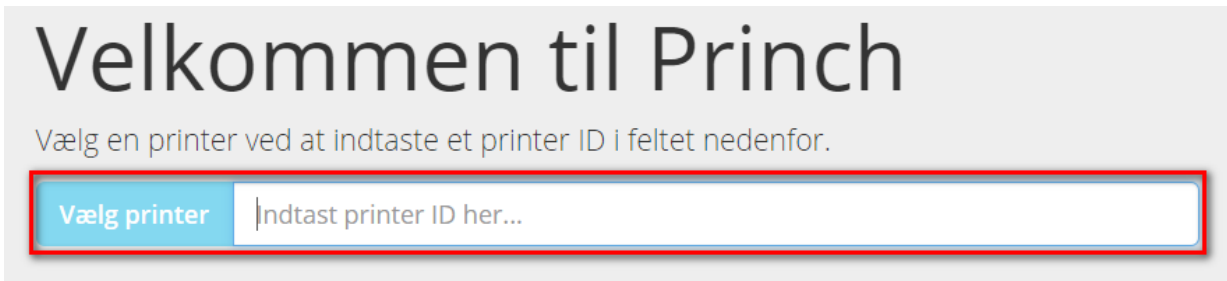 Velkommen til Princh
Vælg en printer ved at indtaste et printer ID i feltet nedenfor.
Vælg printer Indtast printer ID her...